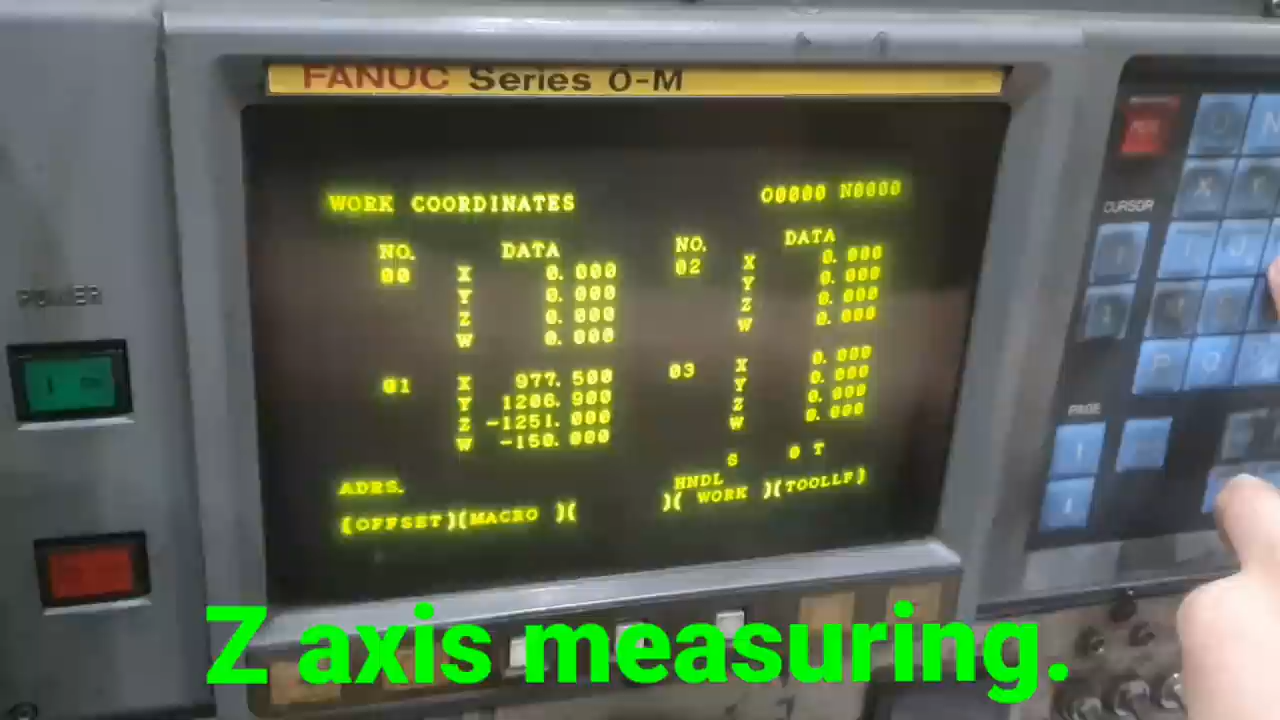 FANUC Series 0-M
WORK COORDINATES O0000 N0000
NO. DATA NO. DATA
00 X 0.000 02 X 0.000
Y 0.000 Y 0.000
Z 0.000 Z 0.000
W 0.000 W 0.000
01 X 977.500 03 X 0.000
Y 1206.900 Y 0.000
Z -1251.000 Z 0.000
W -150.000 W 0.000
S 0 T
ADRS. HNDL
[OFFSET][MACRO ][ ][ WORK ][TOOLLF]
POWER
CURSOR
PAGE
Z axis measuring.